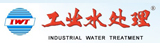 IWT
工业水处理®
INDUSTRIAL WATER TREATMENT